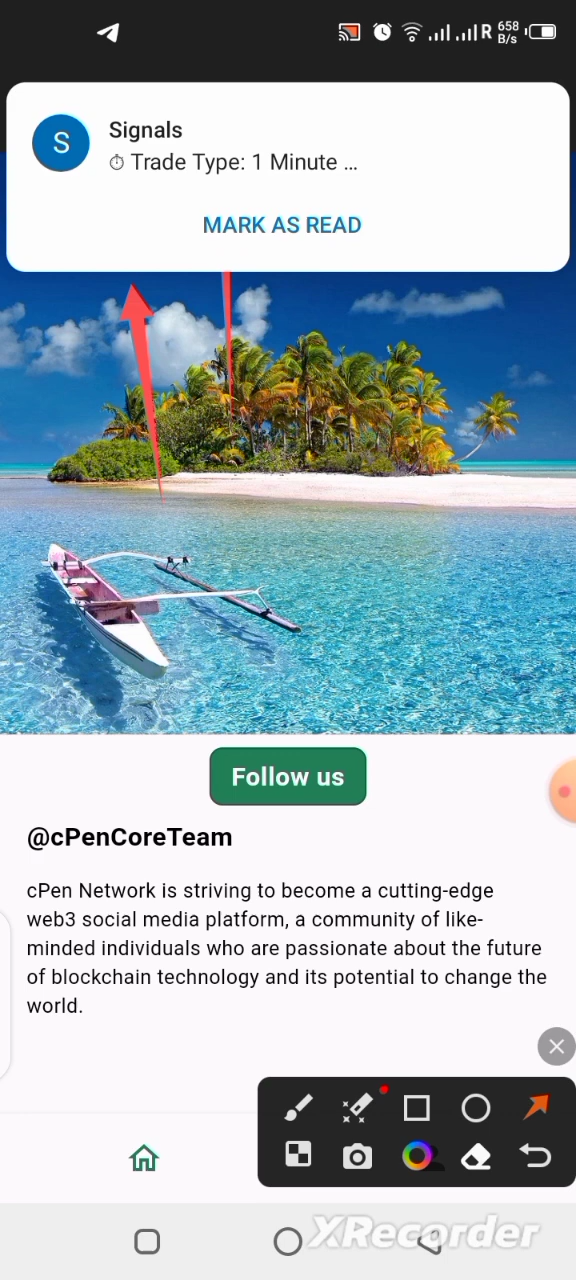 R 658 B/s
S
Signals
⏱ Trade Type: 1 Minute ...
MARK AS READ
Follow us
@cPenCoreTeam
cPen Network is striving to become a cutting-edge
web3 social media platform, a community of like-
minded individuals who are passionate about the future
of blockchain technology and its potential to change the
world.
XRecorder